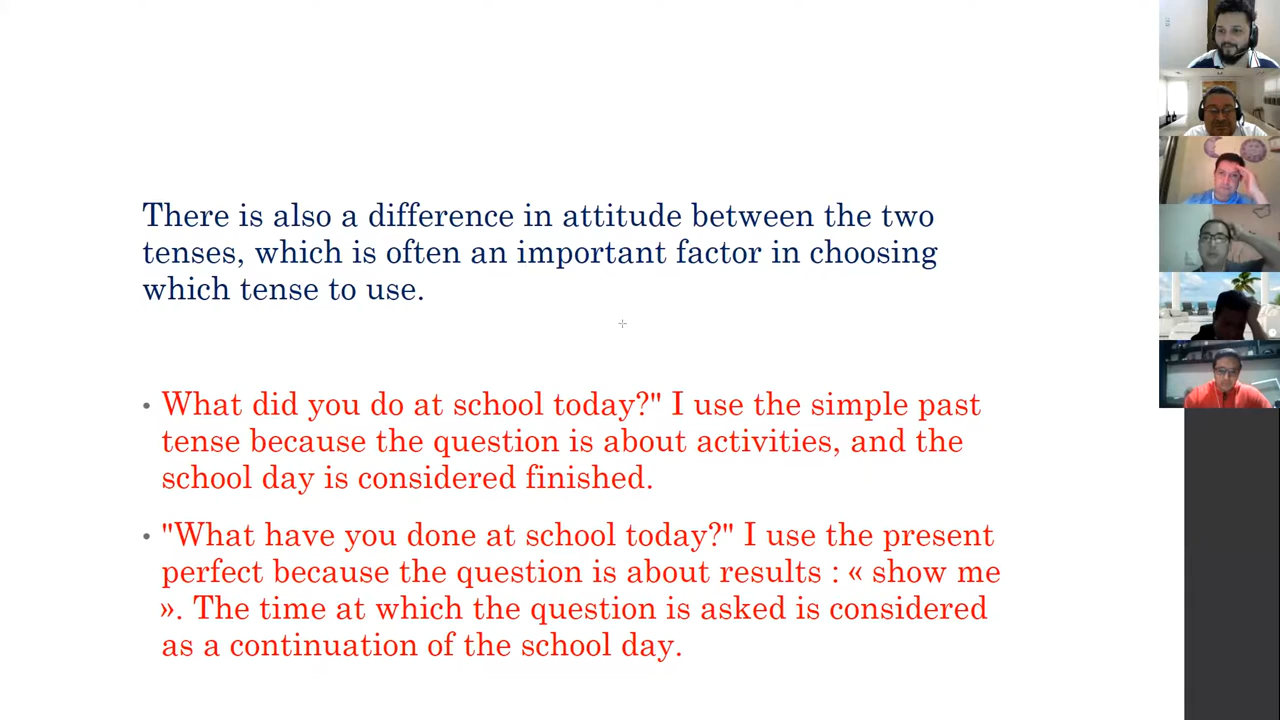 There is also a difference in attitude between the two
tenses, which is often an important factor in choosing
which tense to use.
• What did you do at school today?" I use the simple past
tense because the question is about activities, and the
school day is considered finished.
• "What have you done at school today?" I use the present
perfect because the question is about results : « show me
». The time at which the question is asked is considered
as a continuation of the school day.